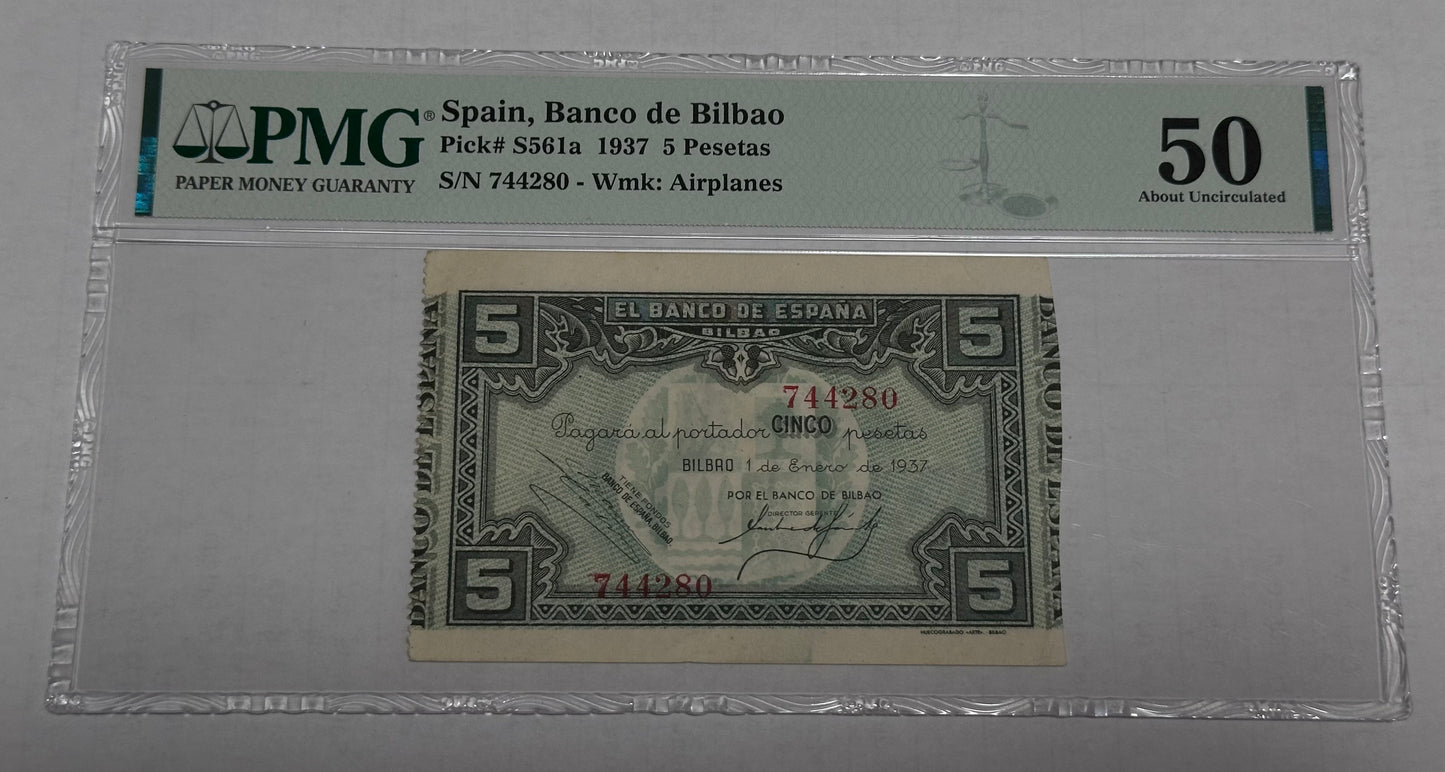 PMG®
PAPER MONEY GUARANTY
Spain, Banco de Bilbao
Pick# S561a 1937 5 Pesetas
S/N 744280 - Wmk: Airplanes
50
About Uncirculated
5
EL BANCO DE ESPAÑA
5
BILBAO
BANCO DE ESPAÑA
BANCO DE ESPAÑA
744280
Pagará al portador CINCO pesetas
BILBAO 1 de Enero de 1937
POR EL BANCO DE BILBAO
DIRECTOR GERENTE
TIENE FONDOS
BANCO DE ESPAÑA, BILBAO
744280
5
5
HUECOGRABADO «ARTE». BILBAO